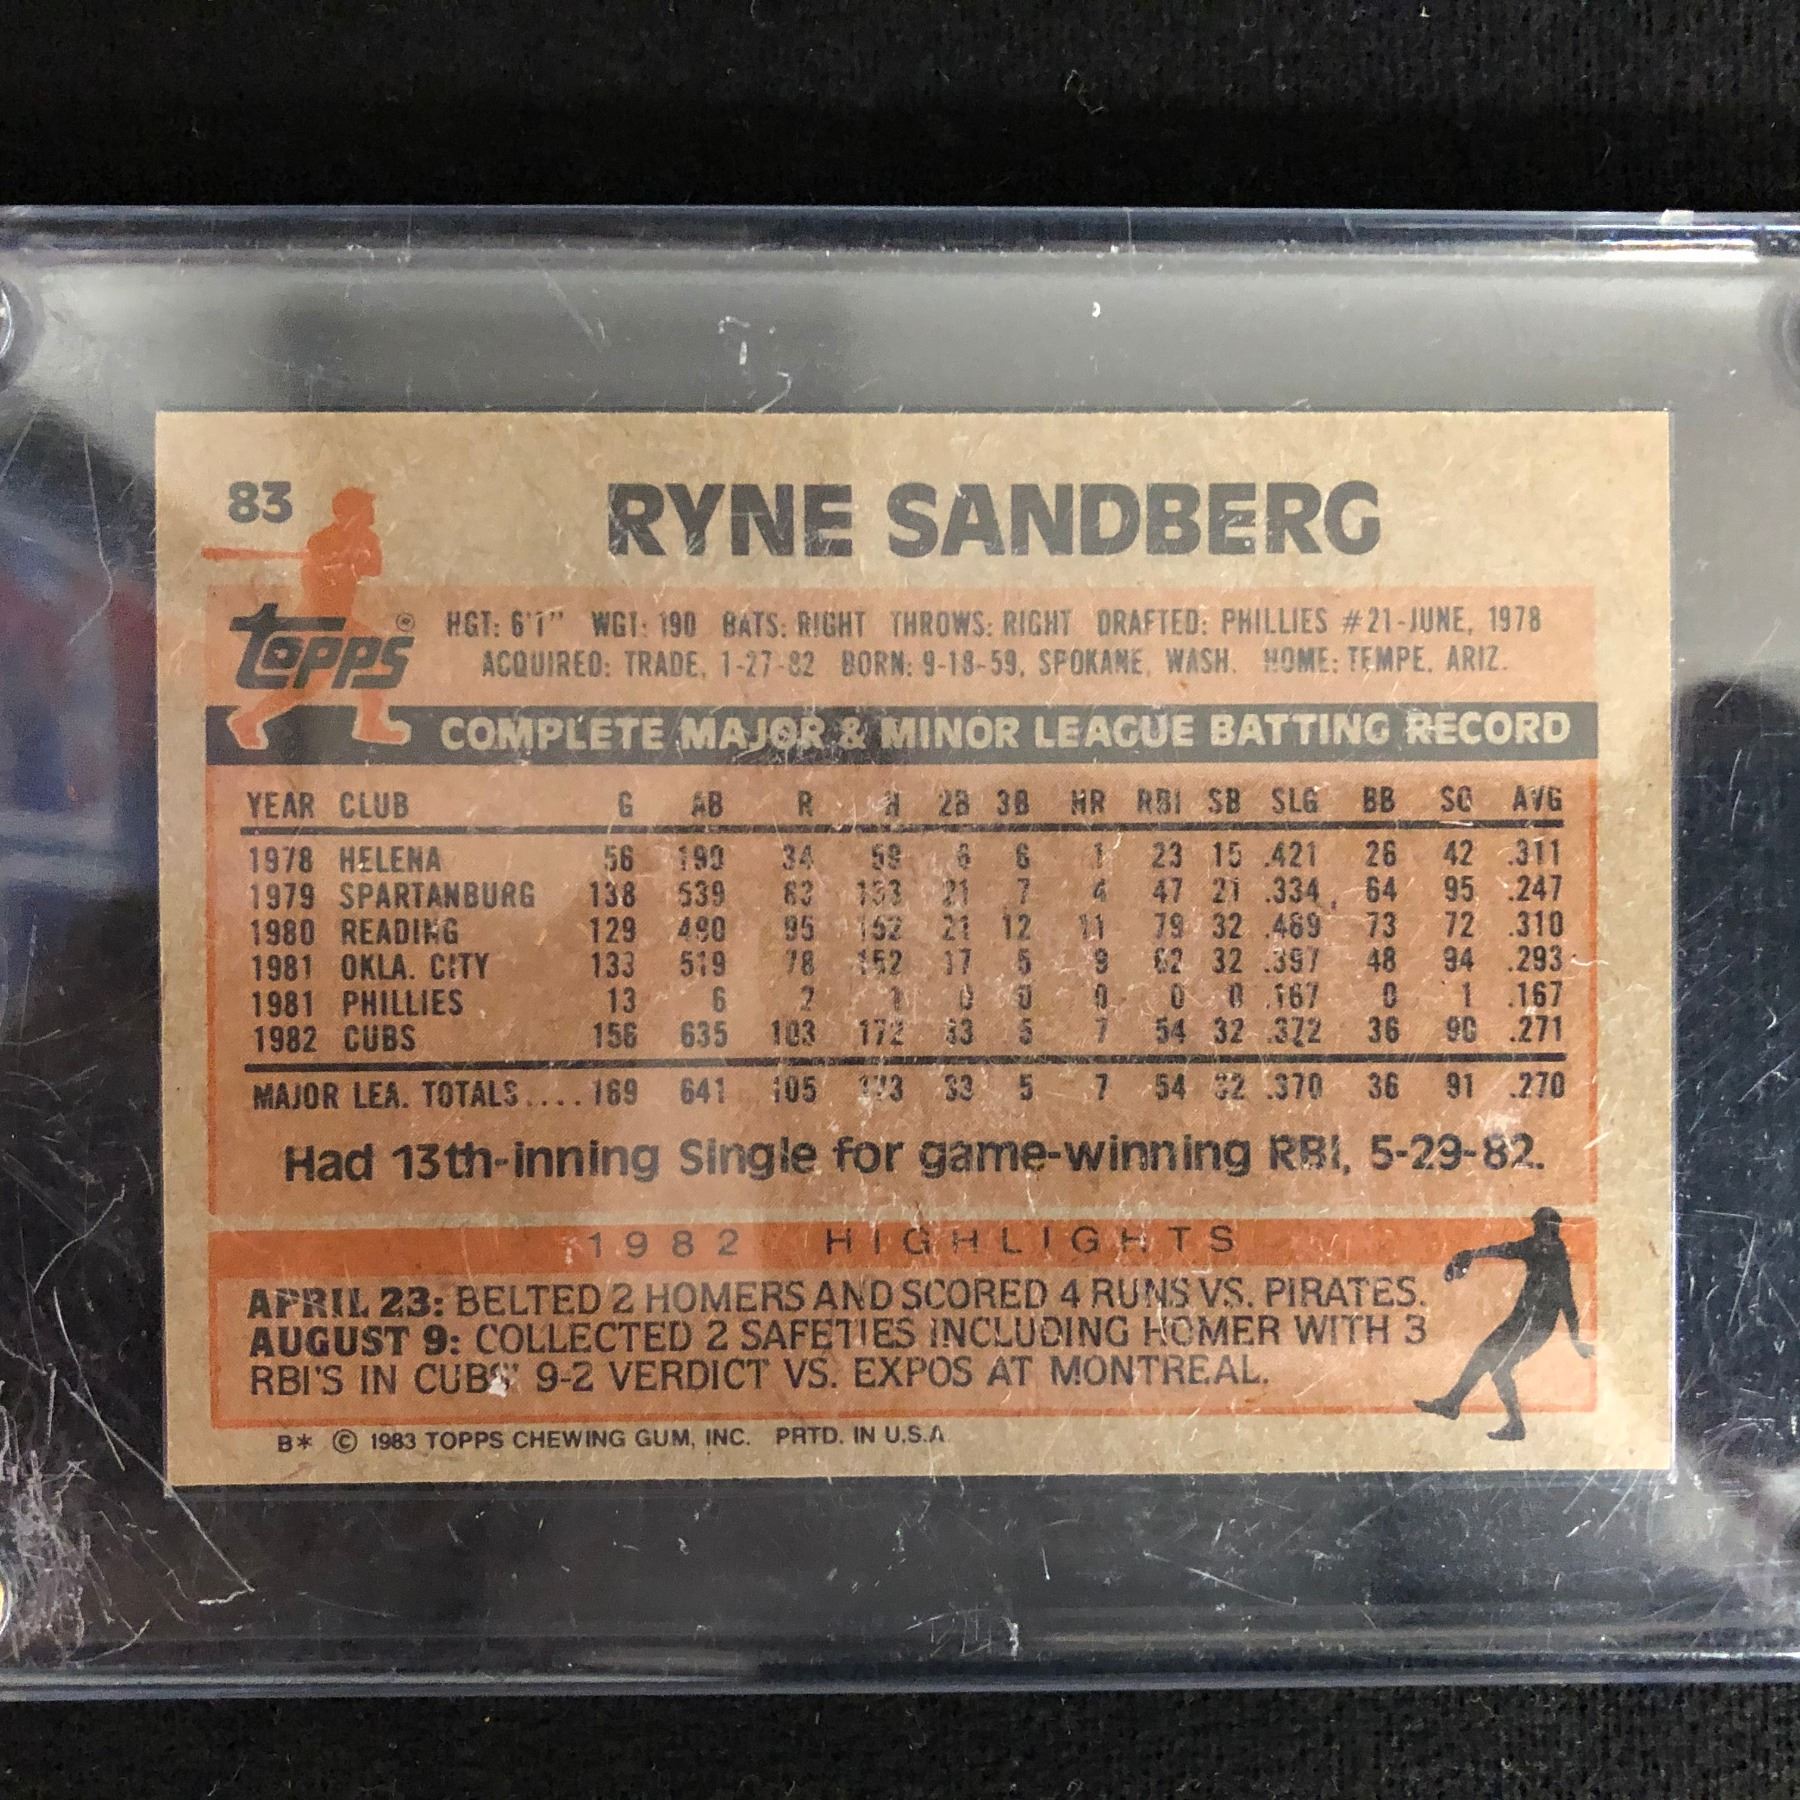 83
RYNE SANDBERG
topps®
HGT: 6'1" WGT: 190 BATS: RIGHT THROWS: RIGHT DRAFTED: PHILLIES #21-JUNE, 1978
ACQUIRED: TRADE, 1-27-82 BORN: 9-18-59, SPOKANE, WASH. HOME: TEMPE, ARIZ.
COMPLETE MAJOR & MINOR LEAGUE BATTING RECORD
YEAR CLUB G AB R H 2B 3B HR RBI SB SLG BB SO AVG
1978 HELENA 56 190 34 59 6 6 1 23 15 .421 26 42 .311
1979 SPARTANBURG 138 539 83 133 21 7 4 47 21 .334 64 95 .247
1980 READING 129 490 95 152 21 12 11 79 32 .469 73 72 .310
1981 OKLA. CITY 133 519 78 152 17 5 9 62 32 .397 48 94 .293
1981 PHILLIES 13 6 2 1 0 0 0 0 0 .167 0 1 .167
1982 CUBS 156 635 103 172 33 5 7 54 32 .372 36 90 .271
MAJOR LEA. TOTALS.... 169 641 105 173 33 5 7 54 32 .370 36 91 .270
Had 13th-inning Single for game-winning RBI, 5-29-82.
1982 HIGHLIGHTS
APRIL 23: BELTED 2 HOMERS AND SCORED 4 RUNS VS. PIRATES.
AUGUST 9: COLLECTED 2 SAFETIES INCLUDING HOMER WITH 3
RBI'S IN CUBS' 9-2 VERDICT VS. EXPOS AT MONTREAL.
B* © 1983 TOPPS CHEWING GUM, INC. PRTD. IN U.S.A.